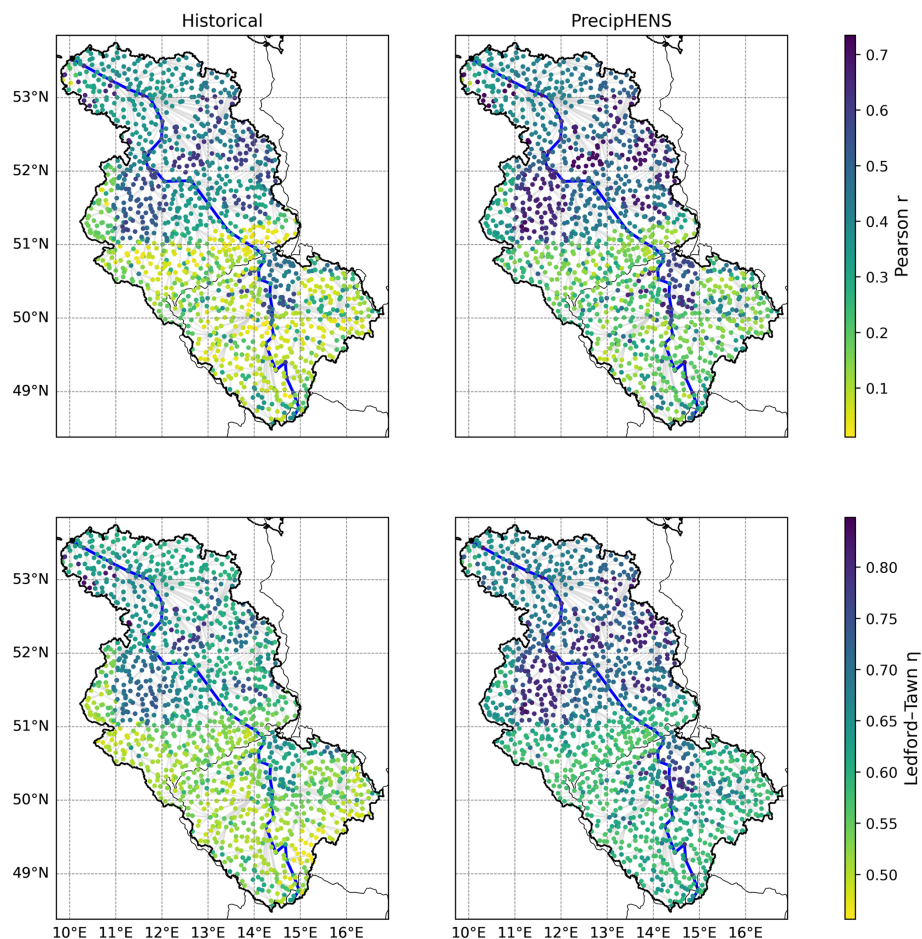 Historical
PrecipHENS
53°N
52°N
51°N
50°N
49°N
0.7
0.6
0.5
0.4
0.3
0.2
0.1
Pearson r
53°N
52°N
51°N
50°N
49°N
10°E 11°E 12°E 13°E 14°E 15°E 16°E
10°E 11°E 12°E 13°E 14°E 15°E 16°E
0.80
0.75
0.70
0.65
0.60
0.55
0.50
Ledford–Tawn η